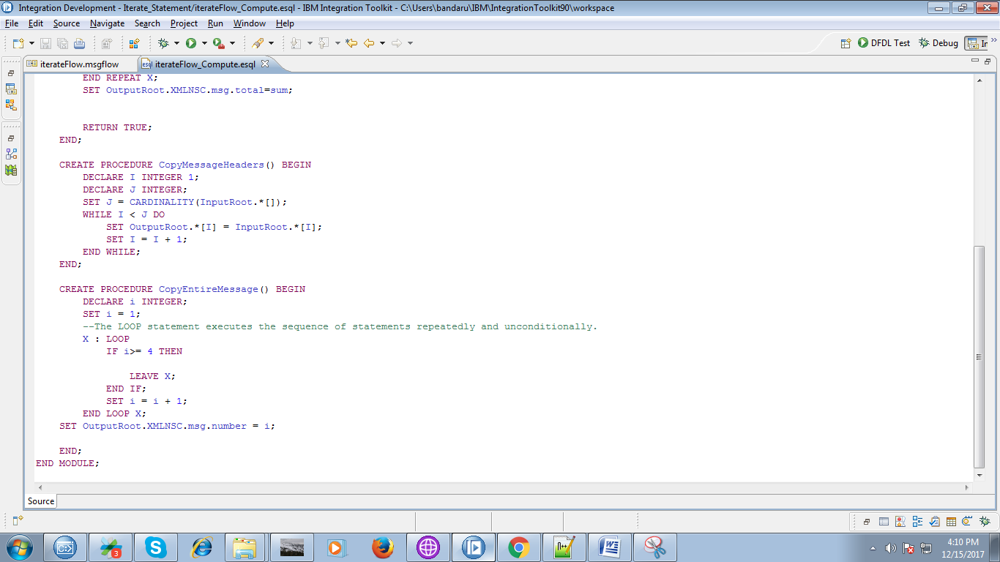 Integration Development - Iterate_Statement/iterateFlow_Compute.esql - IBM Integration Toolkit - C:\Users\bandaru\IBM\IntegrationToolkit90\workspace
File Edit Source Navigate Search Project Run Window Help
DFDL Test Debug Ir
iterateFlow.msgflow esql iterateFlow_Compute.esql
END REPEAT X;
SET OutputRoot.XMLNSC.msg.total=sum;
RETURN TRUE;
END;
CREATE PROCEDURE CopyMessageHeaders() BEGIN
DECLARE I INTEGER 1;
DECLARE J INTEGER;
SET J = CARDINALITY(InputRoot.*[]);
WHILE I < J DO
SET OutputRoot.*[I] = InputRoot.*[I];
SET I = I + 1;
END WHILE;
END;
CREATE PROCEDURE CopyEntireMessage() BEGIN
DECLARE i INTEGER;
SET i = 1;
--The LOOP statement executes the sequence of statements repeatedly and unconditionally.
X : LOOP
IF i>= 4 THEN
LEAVE X;
END IF;
SET i = i + 1;
END LOOP X;
SET OutputRoot.XMLNSC.msg.number = i;
END;
END MODULE;
Source
3
4:10 PM
12/15/2017